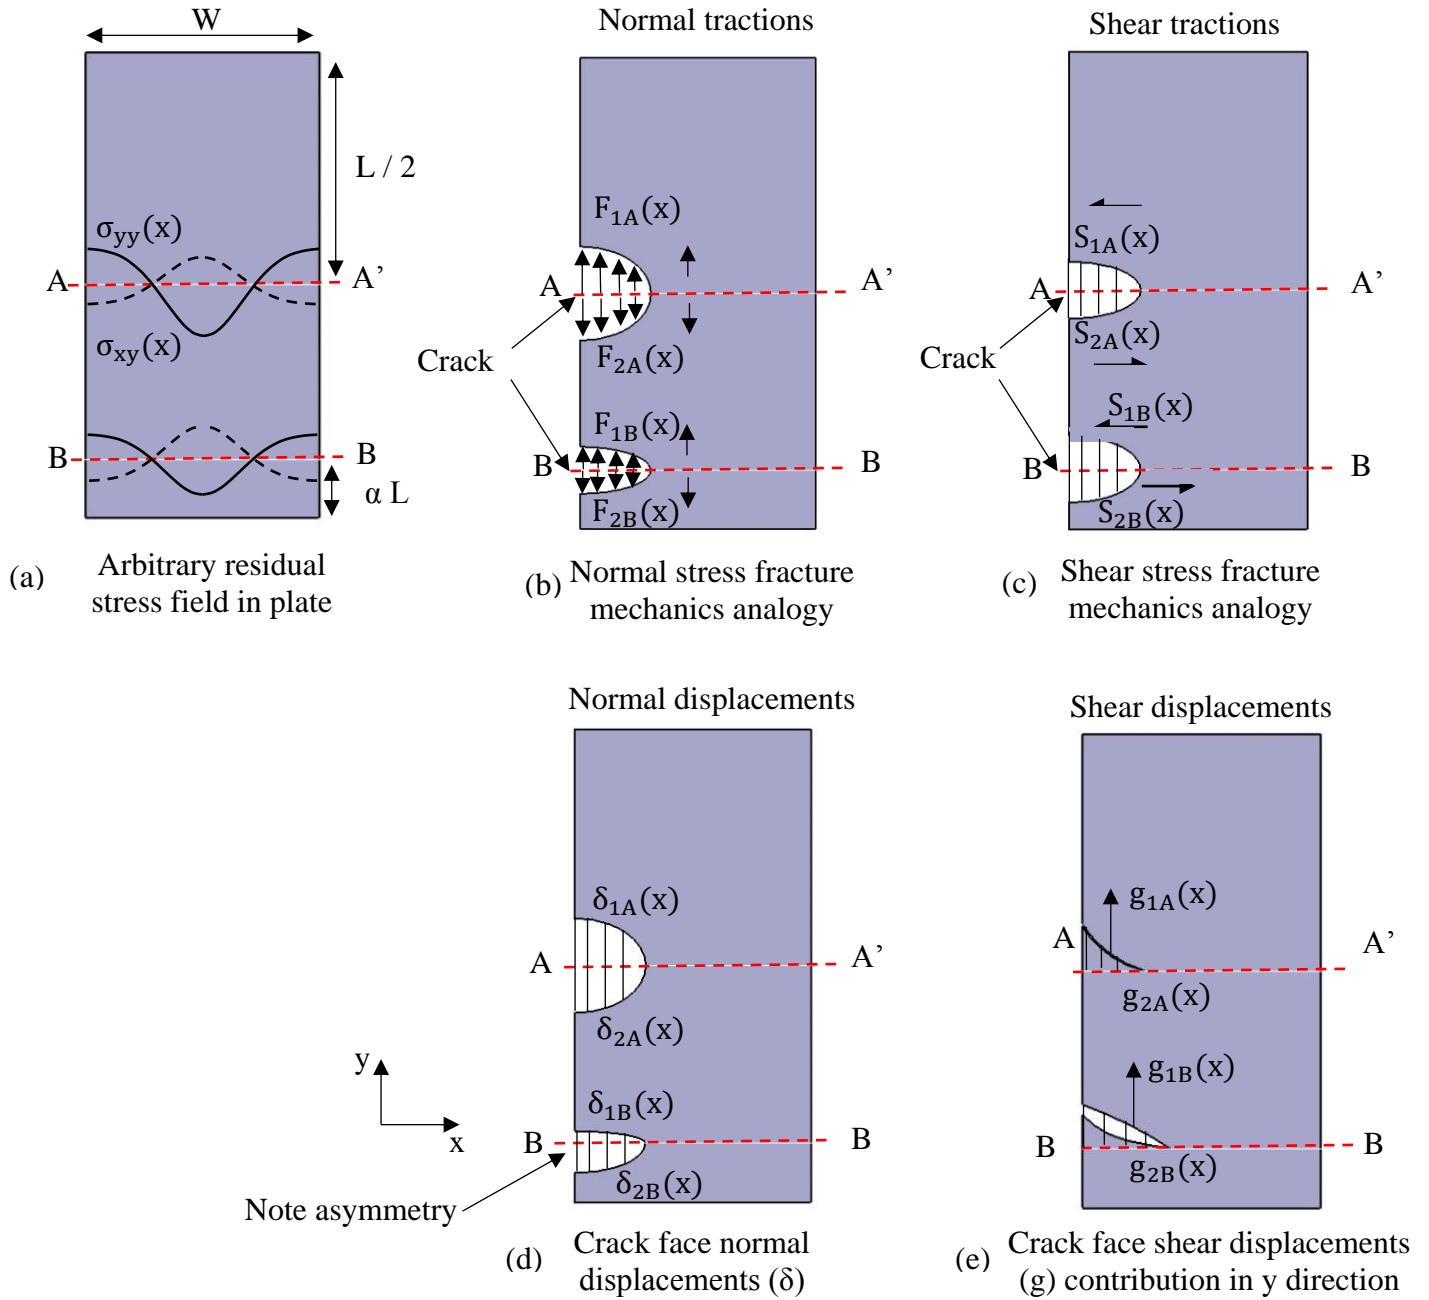 W
L / 2
σyy(x)
A
A’
σxy(x)
B
B
α L
(a)
Arbitrary residual
stress field in plate
Normal tractions
F1A(x)
A
A’
F2A(x)
Crack
F1B(x)
B
B
F2B(x)
(b)
Normal stress fracture
mechanics analogy
Shear tractions
S1A(x)
A
A’
S2A(x)
Crack
S1B(x)
B
B
S2B(x)
(c)
Shear stress fracture
mechanics analogy
Normal displacements
δ1A(x)
A
A’
δ2A(x)
y
x
δ1B(x)
B
B
δ2B(x)
Note asymmetry
(d)
Crack face normal
displacements (δ)
Shear displacements
g1A(x)
A
A’
g2A(x)
g1B(x)
B
B
g2B(x)
(e)
Crack face shear displacements
(g) contribution in y direction